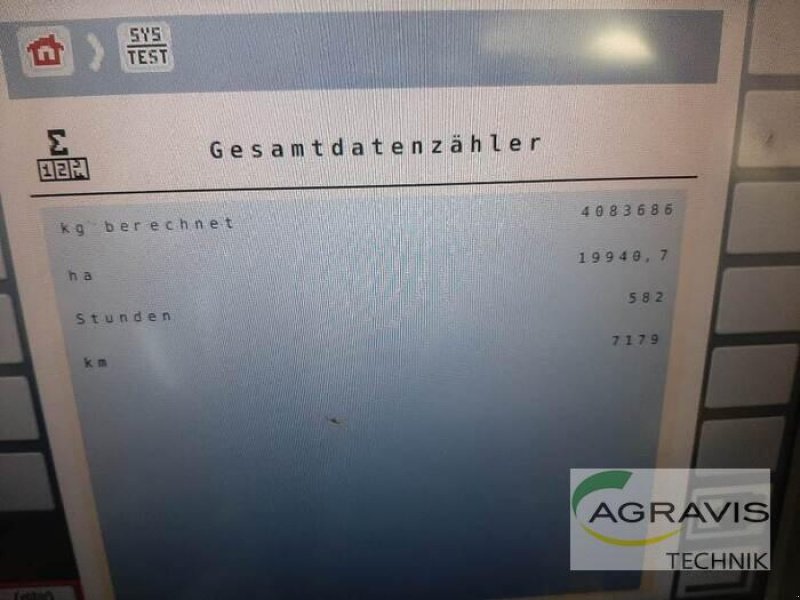 SYS
TEST
Σ
Gesamtdatenzähler
kg berechnet 4083686
ha 19940,7
Stunden 582
km 7179
AGRAVIS
TECHNIK